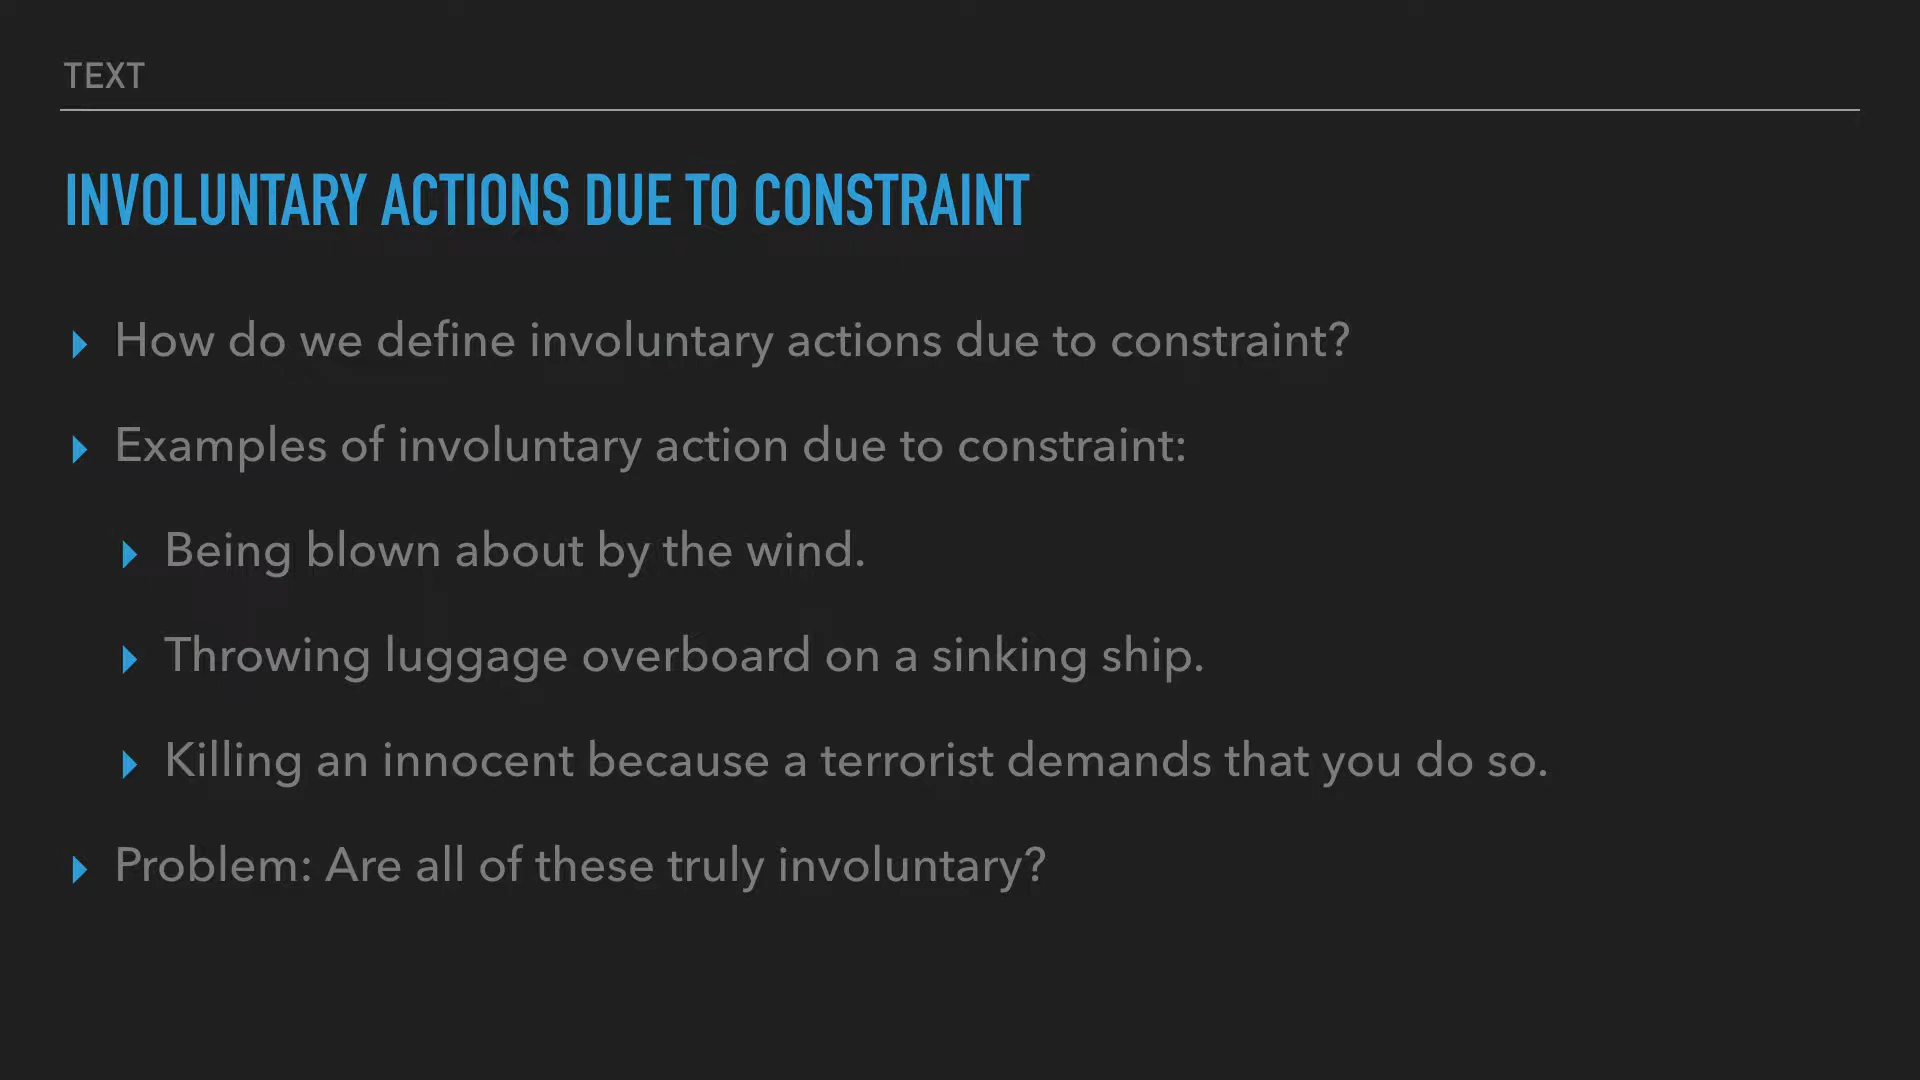 TEXT
INVOLUNTARY ACTIONS DUE TO CONSTRAINT
How do we define involuntary actions due to constraint?
Examples of involuntary action due to constraint:
Being blown about by the wind.
Throwing luggage overboard on a sinking ship.
Killing an innocent because a terrorist demands that you do so.
Problem: Are all of these truly involuntary?